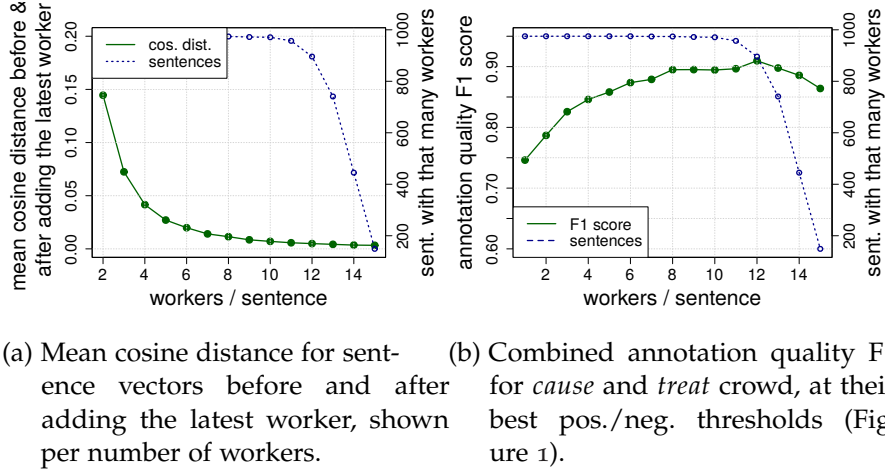 mean cosine distance before &
after adding the latest worker
0.00 0.05 0.10 0.15 0.20
cos. dist.
sentences
200 400 600 800 1000
sent. with that many workers
2 4 6 8 10 12 14
workers / sentence
annotation quality F1 score
0.60 0.70 0.80 0.90
F1 score
sentences
200 400 600 800 1000
sent. with that many workers
2 4 6 8 10 12 14
workers / sentence
(a) Mean cosine distance for sent-
ence vectors before and after
adding the latest worker, shown
per number of workers.
(b) Combined annotation quality F
for cause and treat crowd, at their
best pos./neg. thresholds (Fig
ure 1).